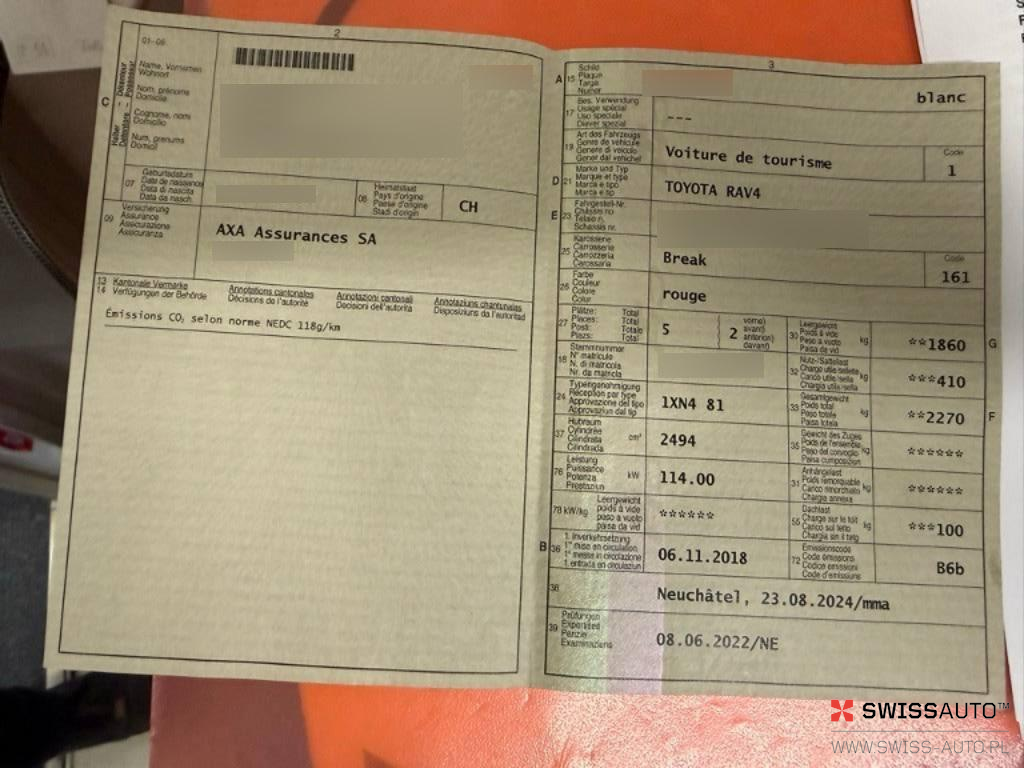 2
01-06
C
Halter Détenteur
Detentore Possessur
Name, Vornamen
Wohnort
Nom, prénoms
Domicile
Cognome, nomi
Domicilio
Num, prenums
Domicil
07
Geburtsdatum
Date de naissance
Data di nascita
Data da nasch.
08
Heimatstaat
Pays d'origine
Paese d'origine
Stadi d'origin
CH
09
Versicherung
Assurance
Assicurazione
Assicuranza
AXA Assurances SA
13 Kantonale Vermerke Annotations cantonales Annotazioni cantonali Annotaziuns chantunalas
14 Verfügungen der Behörde Décisions de l'autorité Decisioni dell'autorità Disposiziuns da l'autoritad
Émissions CO₂ selon norme NEDC 118g/km
3
A 15
Schild
Plaque
Targa
Numer
blanc
17
Bes. Verwendung
Usage spécial
Uso speciale
Diever spezial
---
19
Art des Fahrzeugs
Genre de véhicule
Genere di veicolo
Gener dal vehichel
Voiture de tourisme
Code
1
D 21
Marke und Typ
Marque et type
Marca e tipo
Marca e tip
TOYOTA RAV4
E 23
Fahrgestell-Nr.
Châssis no
Telaio n.
Schassis nr.
25
Karosserie
Carrosserie
Carrozzeria
Carossaria
Break
Code
161
26
Farbe
Couleur
Colore
Colur
rouge
27
Plätze: Total
Places: Total
Posti: Totale
Plazs: Total
5
2
vorne)
avant)
anteriori)
davant)
30
Leergewicht
Poids à vide
Peso a vuoto
Paisa da vid
kg
☆☆1860
G
18
Stammnummer
N° matricule
N. di matricola
Nr. da matricla
32
Nutz-/Sattellast
Charge utile/sellette
Carico utile/sella
Chargia utila/sella
kg
☆☆☆410
24
Typengenehmigung
Réception par type
Approvazione del tipo
Approvaziun dal tip
1XN4 81
33
Gesamtgewicht
Poids total
Peso totale
Paisa totala
kg
☆☆2270
F
37
Hubraum
Cylindrée
Cilindrata
Cilindrada
cm³
2494
35
Gewicht des Zuges
Poids de l'ensemble
Peso del convoglio
Paisa cumposiziun
kg
☆☆☆☆☆☆
76
Leistung
Puissance
Potenza
Prestaziun
kW
114.00
31
Anhängelast
Poids remorquable
Carico rimorchiato
Chargia annexa
kg
☆☆☆☆☆☆
78 kW/kg
Leergewicht
poids à vide
peso a vuoto
paisa da vid
☆☆☆☆☆☆
55
Dachlast
Charge sur le toit
Carico sul tetto
Chargia sin il tetg
kg
☆☆☆100
B 36
1. Inverkehrsetzung
1ʳᵉ mise en circulation
1ª messa in circolazione
1. entrada en circulaziun
06.11.2018
72
Emissionscode
Code émissions
Codice emissioni
Code d'emissiuns
B6b
38
Neuchâtel, 23.08.2024/mma
39
Prüfungen
Expertises
Perizie
Examinaziuns
08.06.2022/NE
SWISSAUTO™
WWW.SWISS-AUTO.PL